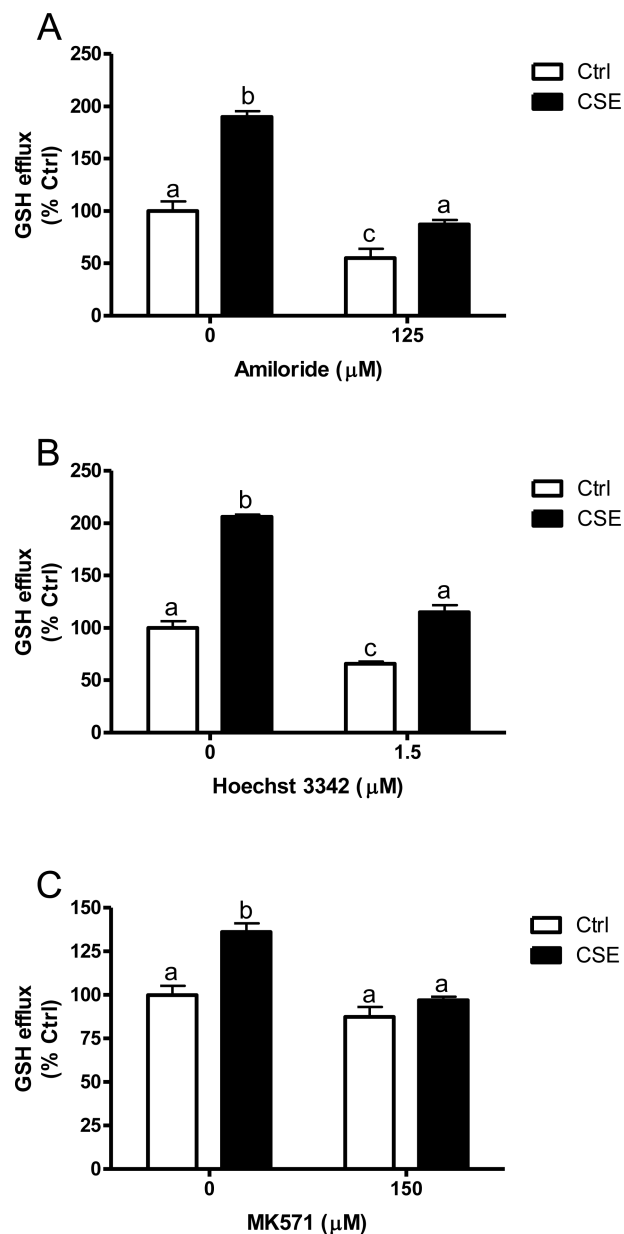 A
250
200
150
100
50
0
GSH efflux
(% Ctrl)
a
b
c
a
Ctrl
CSE
0
125
Amiloride (μM)
B
250
200
150
100
50
0
GSH efflux
(% Ctrl)
a
b
c
a
Ctrl
CSE
0
1.5
Hoechst 3342 (μM)
C
150
125
100
75
50
25
0
GSH efflux
(% Ctrl)
a
b
a
a
Ctrl
CSE
0
150
MK571 (μM)